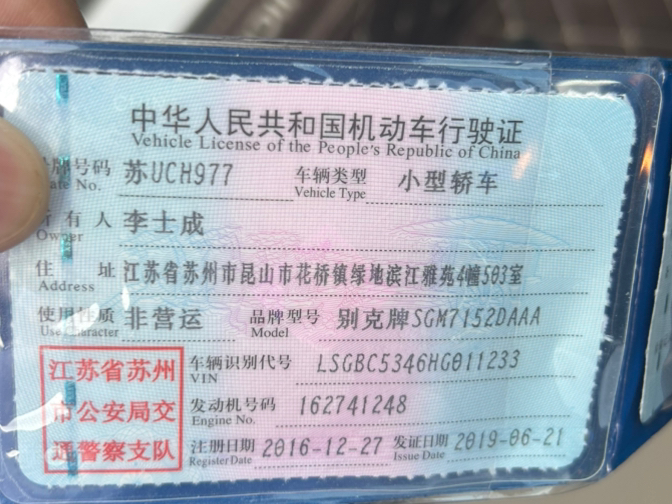 中华人民共和国机动车行驶证
Vehicle License of the People's Republic of China
牌号码 苏UCH977 车辆类型 小型轿车
No. Vehicle Type
有人 李士成
Owner
住址 江苏省苏州市昆山市花桥镇绿地滨江雅苑4幢503室
Address
使用性质 非营运 品牌型号 别克牌SGM7152DAAA
Use Character Model
江苏省苏州 车辆识别代号 LSGBC5346HG011233
VIN
市公安局交 发动机号码 162741248
Engine No.
通警察支队 注册日期 2016-12-27 发证日期 2019-06-21
Register Date Issue Date